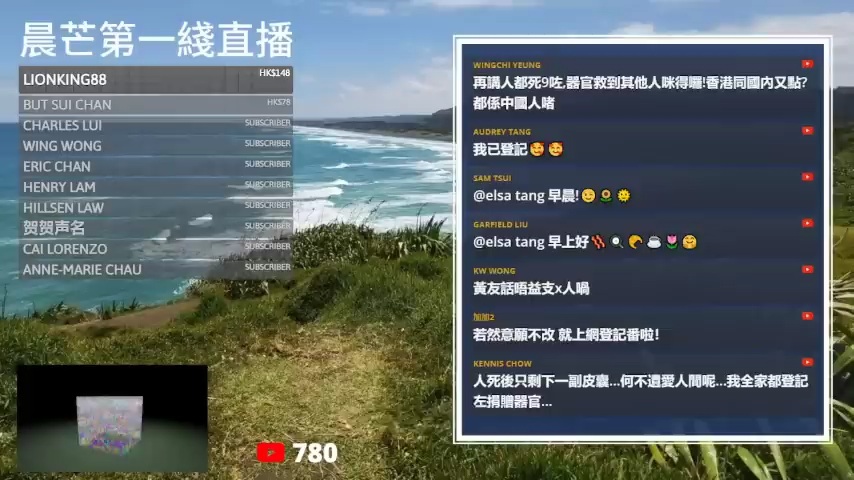 晨芒第一綫直播
LIONKING88 HK$148
BUT SUI CHAN HK$78
CHARLES LUI SUBSCRIBER
WING WONG SUBSCRIBER
ERIC CHAN SUBSCRIBER
HENRY LAM SUBSCRIBER
HILLSEN LAW SUBSCRIBER
贺贺声名 SUBSCRIBER
CAI LORENZO SUBSCRIBER
ANNE-MARIE CHAU SUBSCRIBER
780
WINGCHI YEUNG
再講人都死9咗,器官救到其他人咪得囉!香港同國內又點?
都係中國人啫
AUDREY TANG
我已登記🥰🥰
SAM TSUI
@elsa tang 早晨!😉🌻🌞
GARFIELD LIU
@elsa tang 早上好🥓🍳🥐☕🌷🤗
KW WONG
黃友話唔益支x人喎
加加2
若然意願不改 就上網登記番啦!
KENNIS CHOW
人死後只剩下一副皮囊...何不遺愛人間呢...我全家都登記
左捐贈器官...